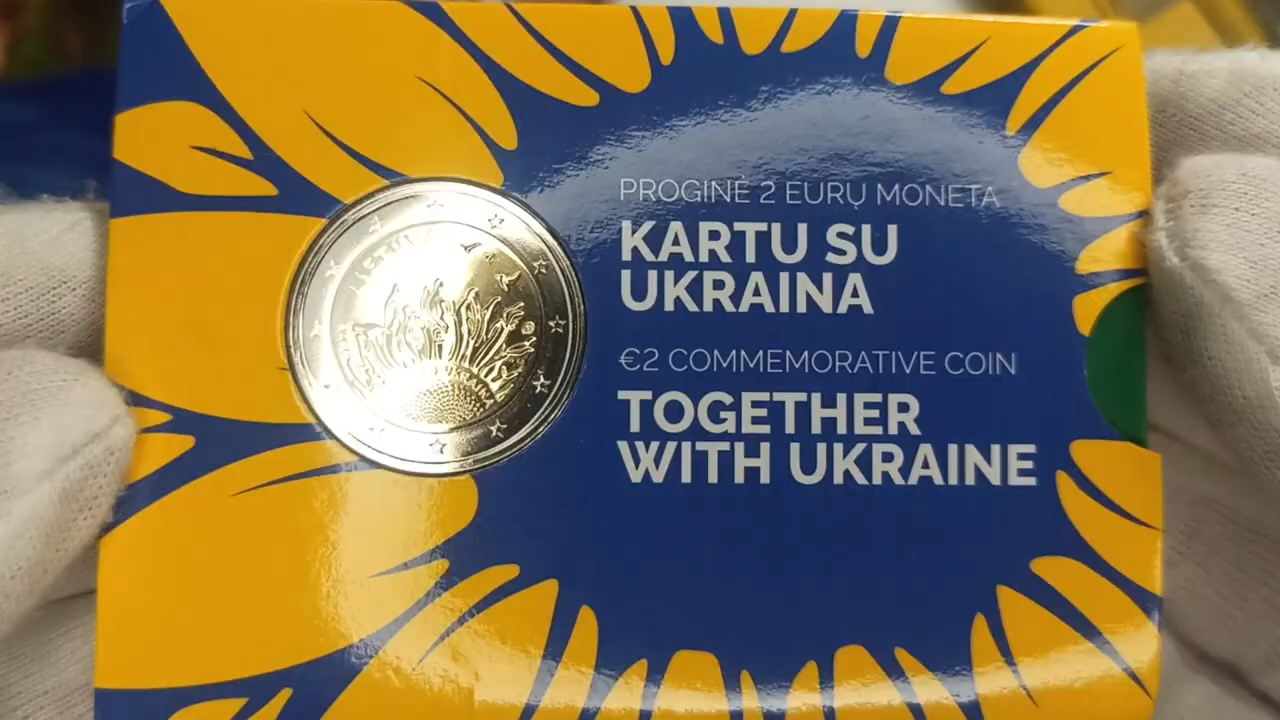 PROGINĖ 2 EURŲ MONETA
KARTU SU
UKRAINA
€2 COMMEMORATIVE COIN
TOGETHER
WITH UKRAINE